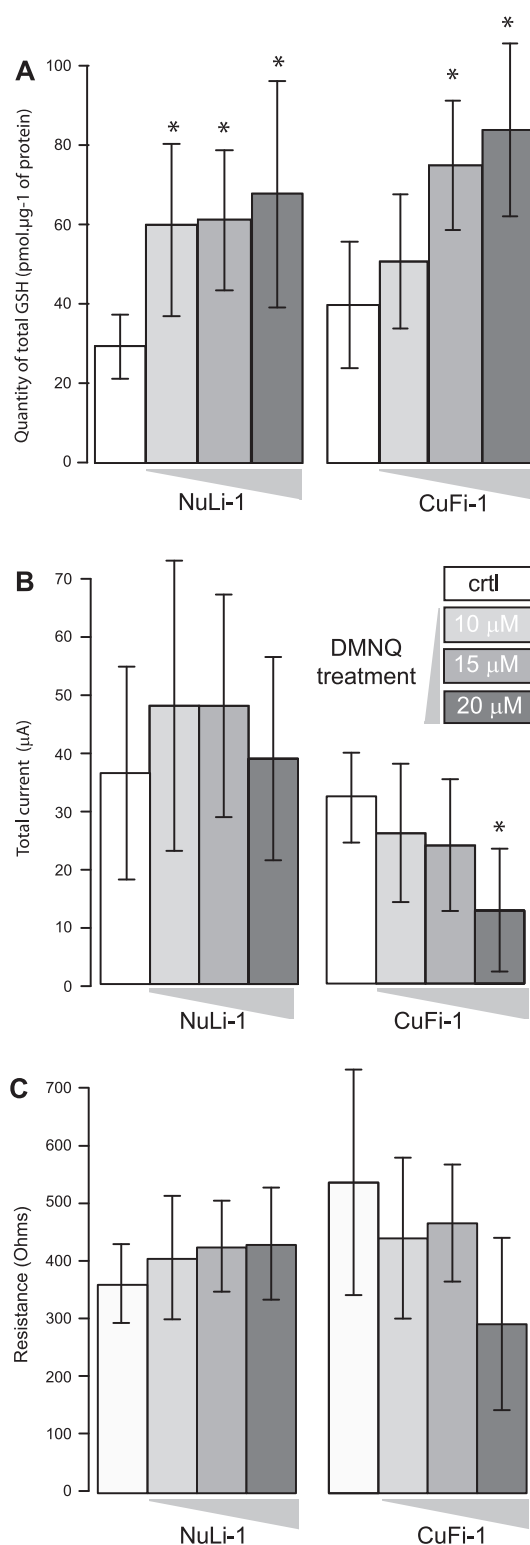 A
Quantity of total GSH (pmol.µg-1 of protein)
100
80
60
40
20
0
* * * * *
NuLi-1 CuFi-1
B
Total current (µA)
70
60
50
40
30
20
10
0
DMNQ
treatment
crtl
10 µM
15 µM
20 µM
*
NuLi-1 CuFi-1
C
Resistance (Ohms)
700
600
500
400
300
200
100
0
NuLi-1 CuFi-1